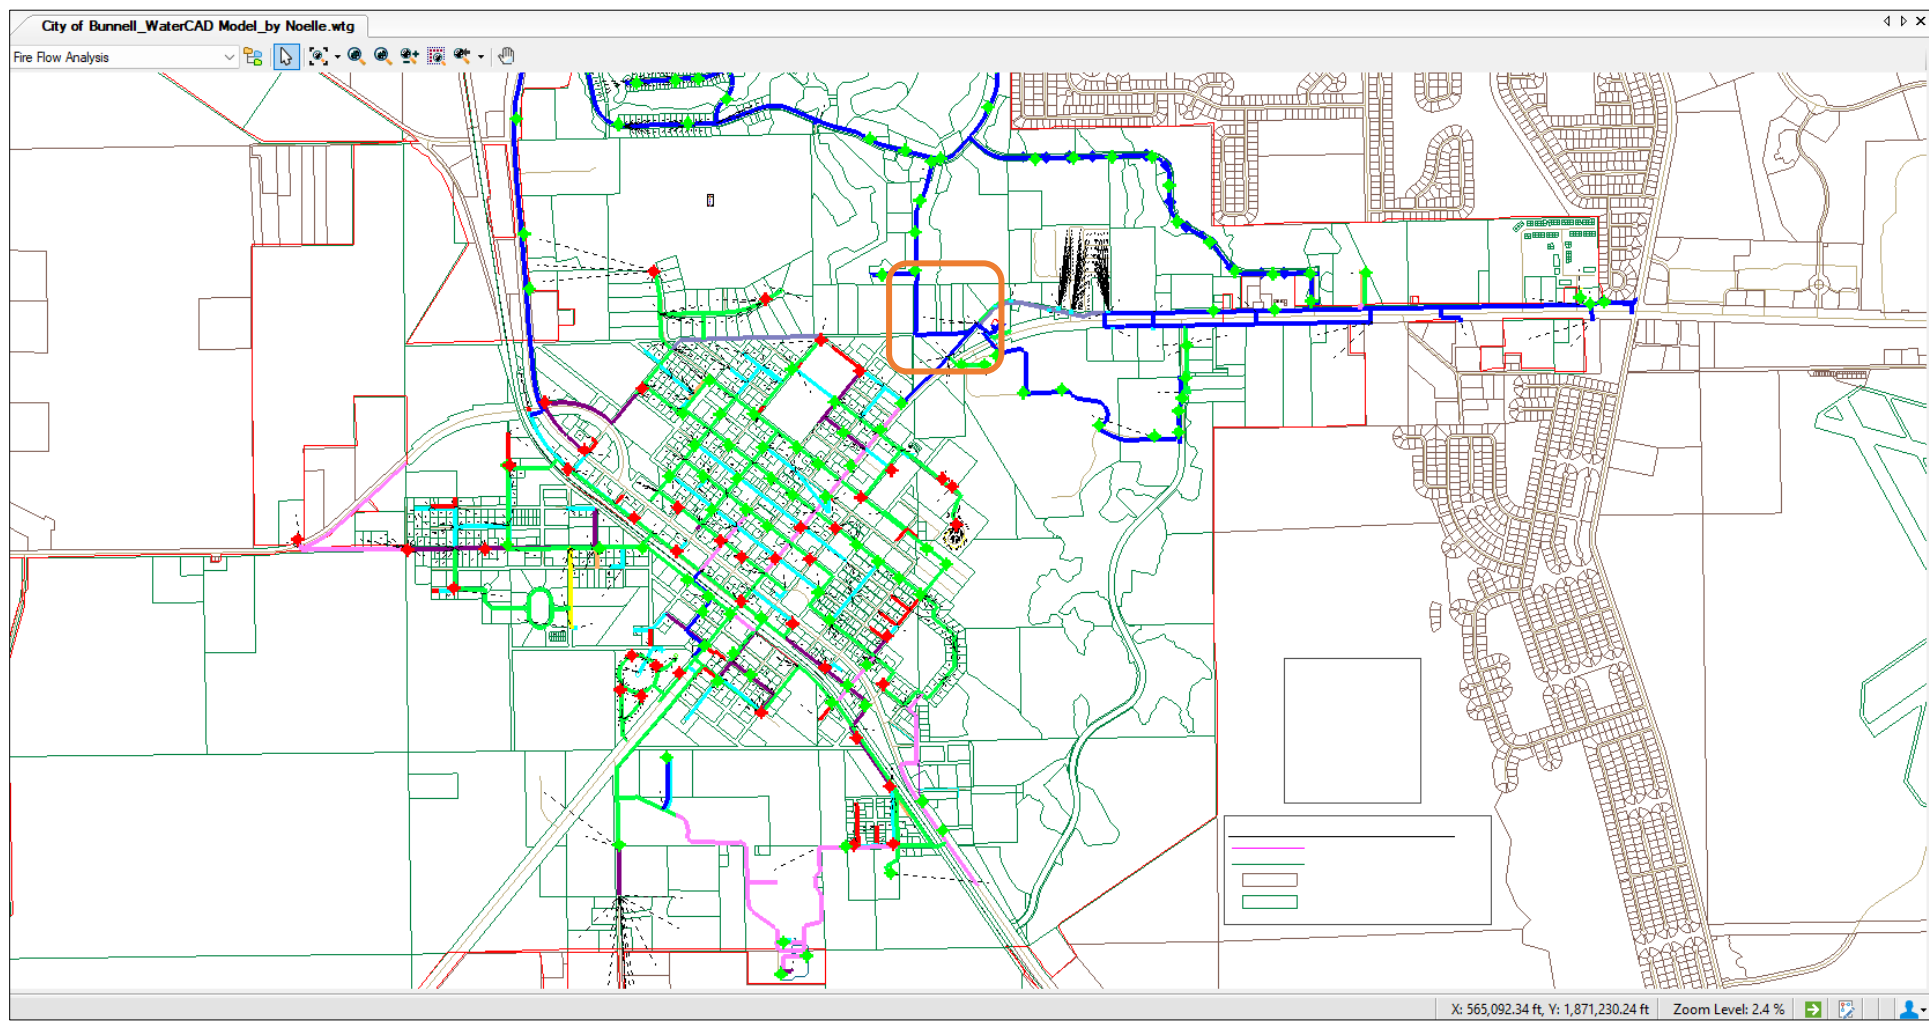 City of Bunnell_WaterCAD Model_by Noelle.wtg
Fire Flow Analysis
X: 565,092.34 ft, Y: 1,871,230.24 ft
Zoom Level: 2.4 %